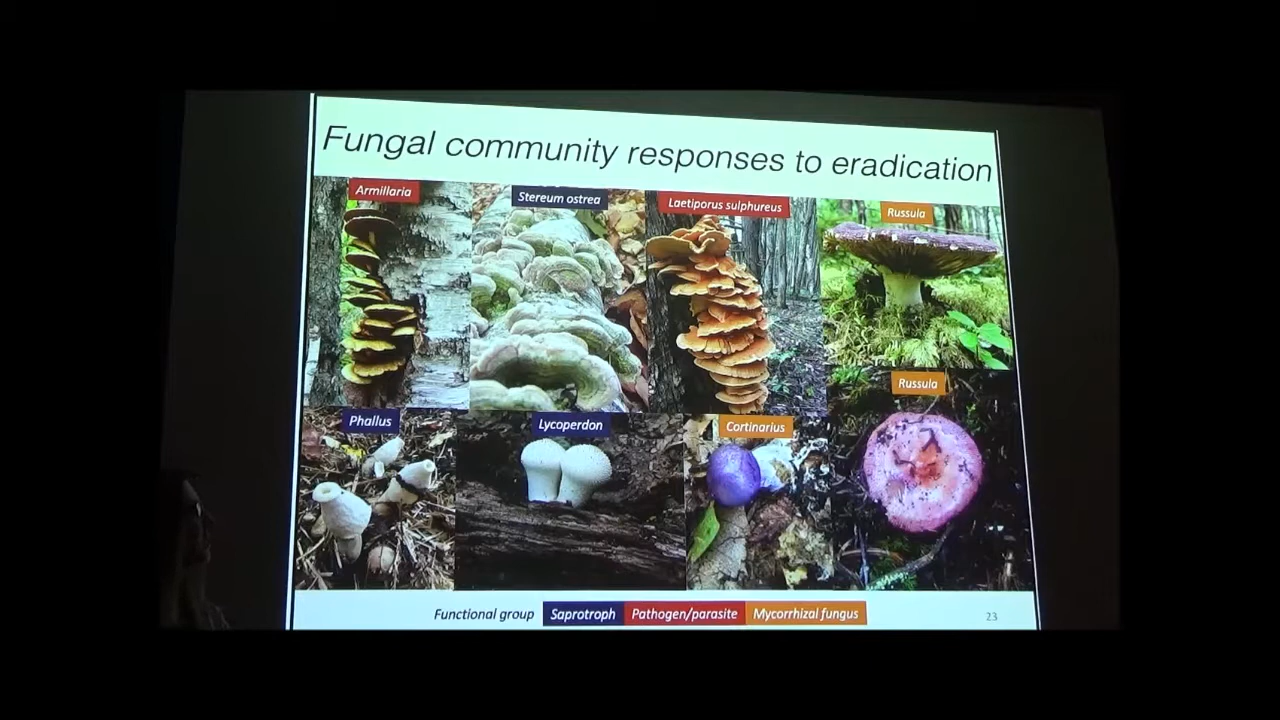 Fungal community responses to eradication
Armillaria
Stereum ostrea
Laetiporus sulphureus
Russula
Russula
Phallus
Lycoperdon
Cortinarius
Functional group Saprotroph Pathogen/parasite Mycorrhizal fungus
23